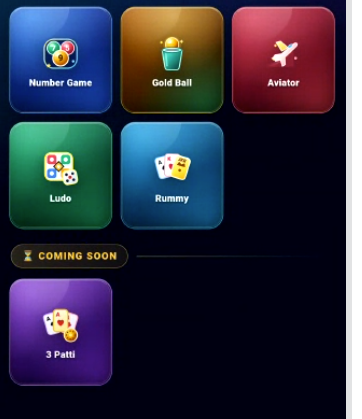 Number Game
Gold Ball
Aviator
Ludo
Rummy
COMING SOON
3 Patti